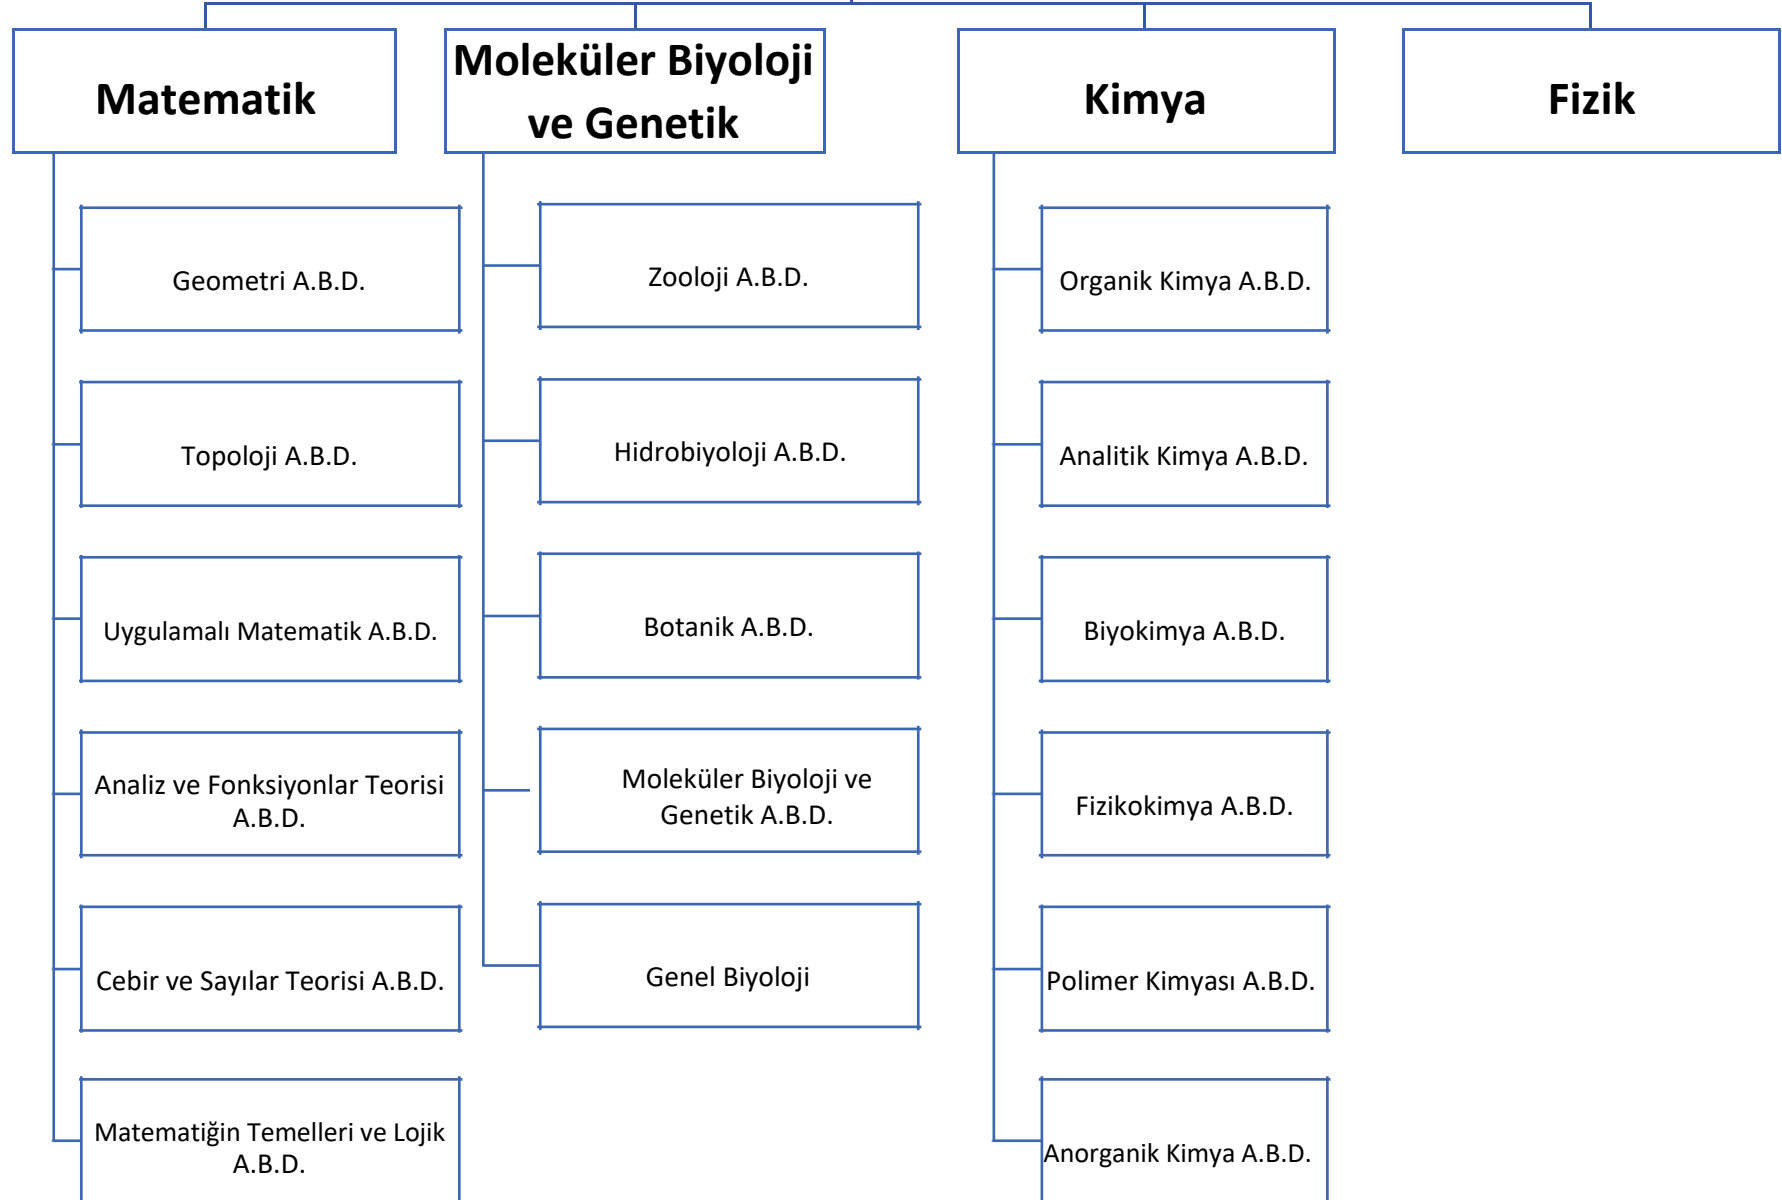 Matematik
Moleküler Biyoloji
ve Genetik
Kimya
Fizik
Geometri A.B.D.
Topoloji A.B.D.
Uygulamalı Matematik A.B.D.
Analiz ve Fonksiyonlar Teorisi
A.B.D.
Cebir ve Sayılar Teorisi A.B.D.
Matematiğin Temelleri ve Lojik
A.B.D.
Zooloji A.B.D.
Hidrobiyoloji A.B.D.
Botanik A.B.D.
Moleküler Biyoloji ve
Genetik A.B.D.
Genel Biyoloji
Organik Kimya A.B.D.
Analitik Kimya A.B.D.
Biyokimya A.B.D.
Fizikokimya A.B.D.
Polimer Kimyası A.B.D.
Anorganik Kimya A.B.D.